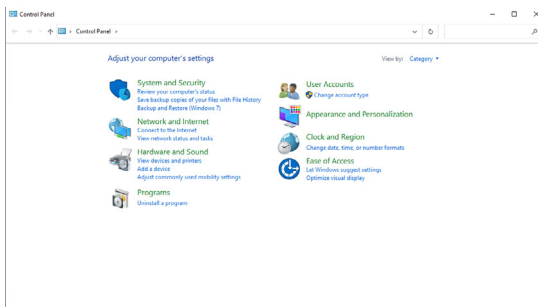 Control Panel
Control Panel
Adjust your computer's settings
View by: Category
System and Security
Review your computer's status
Save backup copies of your files with File History
Backup and Restore (Windows 7)
Network and Internet
Connect to the Internet
View network status and tasks
Hardware and Sound
View devices and printers
Add a device
Adjust commonly used mobility settings
Programs
Uninstall a program
User Accounts
Change account type
Appearance and Personalization
Clock and Region
Change date, time, or number formats
Ease of Access
Let Windows suggest settings
Optimize visual display